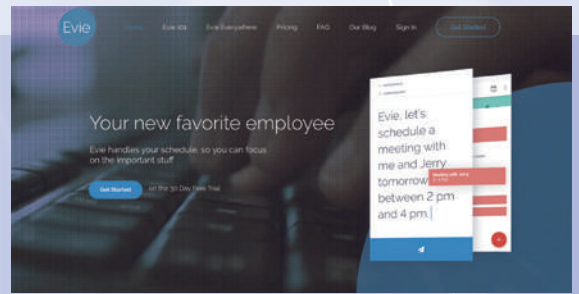 Evie
Home Evie 101 Evie Everywhere Pricing FAQ Our Blog Sign In Get Started
Your new favorite employee
Evie handles your schedule, so you can focus
on the important stuff
Get Started on the 30 Day Free Trial
Evie, let's
schedule a
meeting with
me and Jerry
tomorrow
between 2 pm
and 4 pm.
Meeting with Jerry